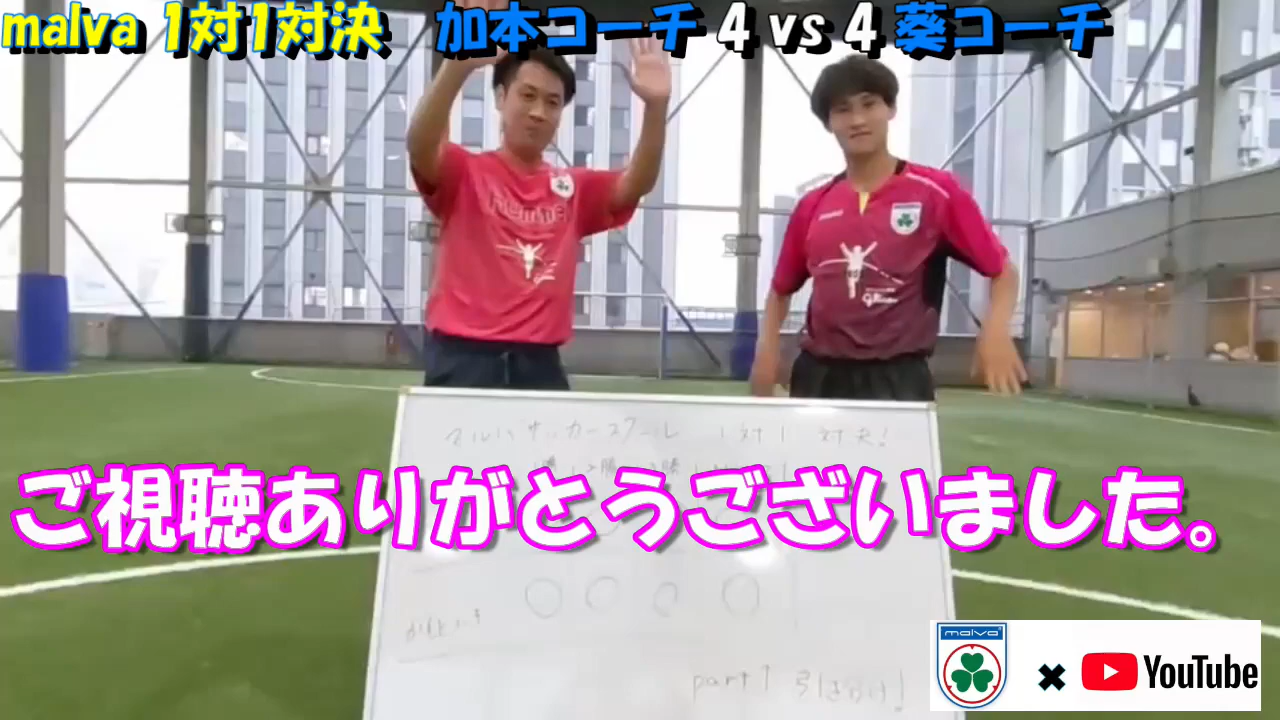 malva 1対1対決 加本コーチ 4 vs 4 葵コーチ
hummel
マルバサッカースクール 1対1 対決!
ご視聴ありがとうございました。
part1 引き分け!
malva × YouTube